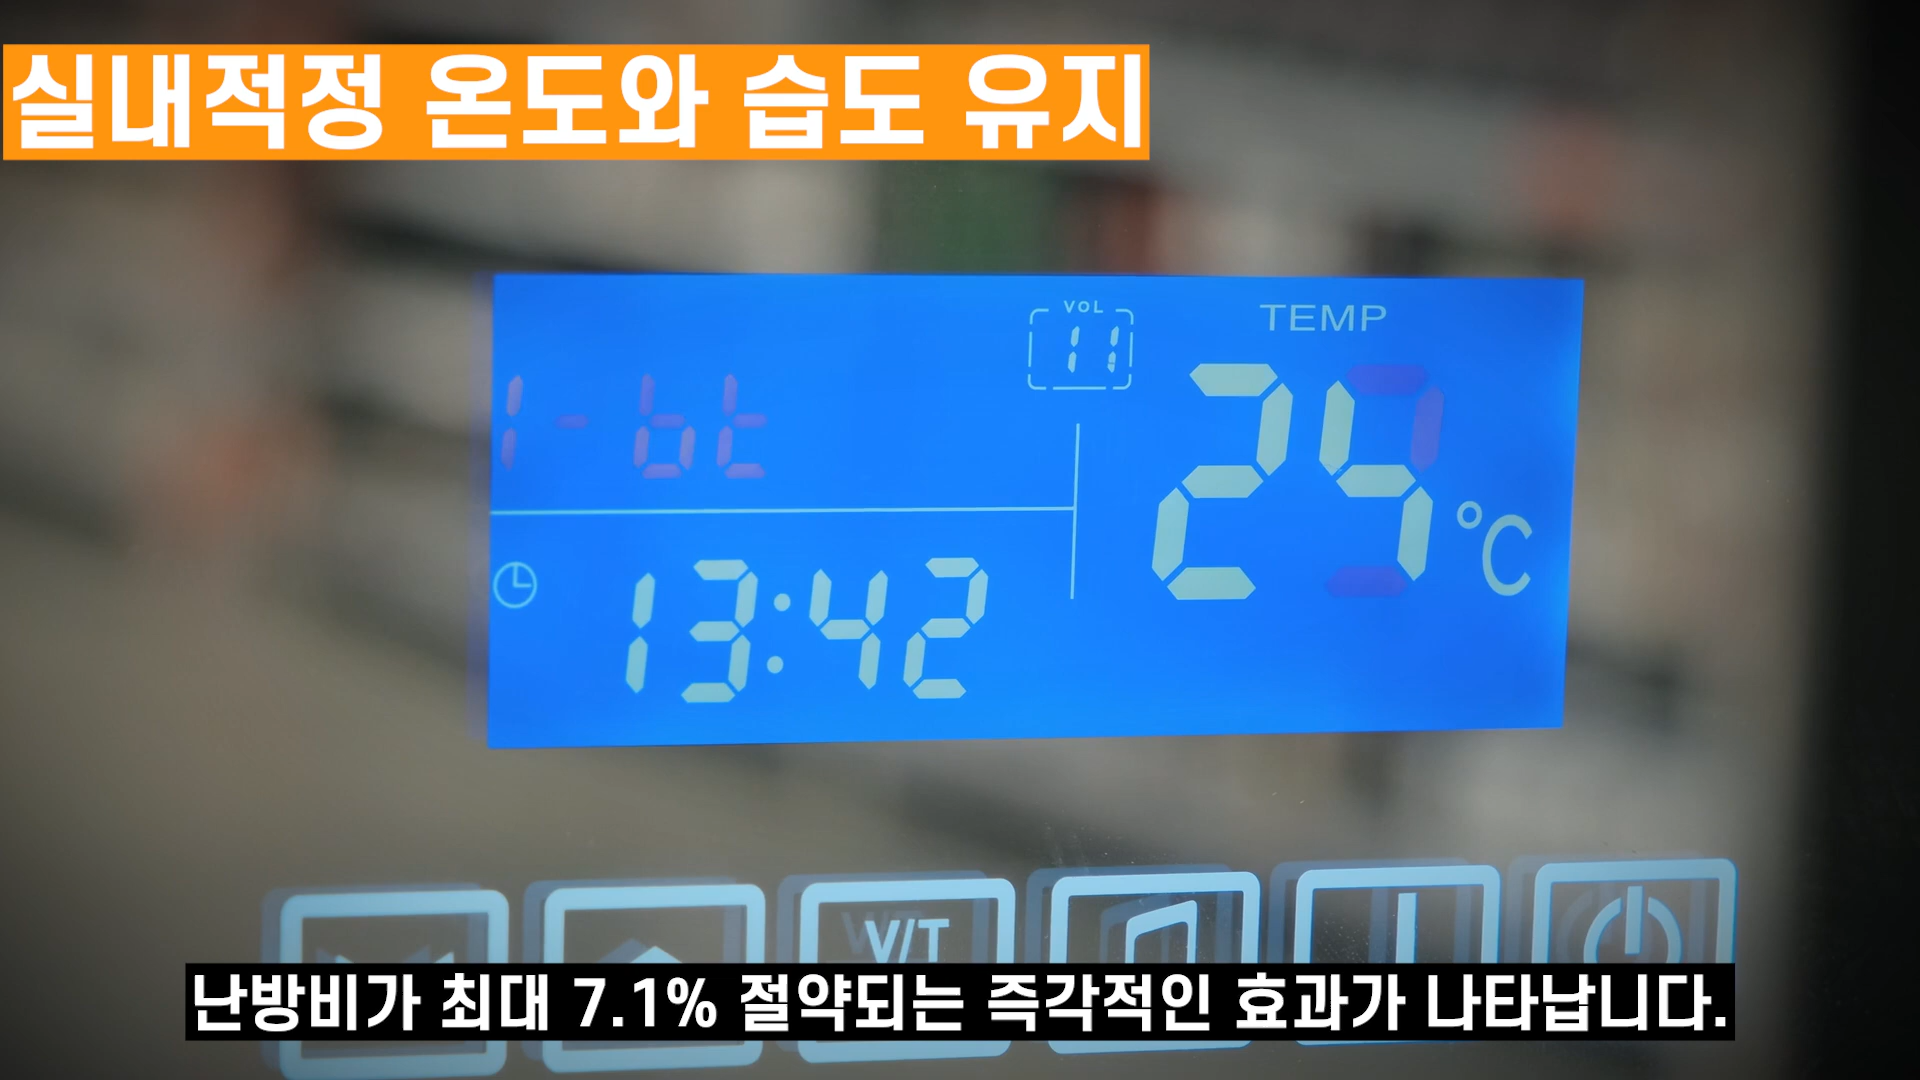 실내적정 온도와 습도 유지
VOL
11
TEMP
1-bt
°C
13:42
V/T
난방비가 최대 7.1% 절약되는 즉각적인 효과가 나타납니다.